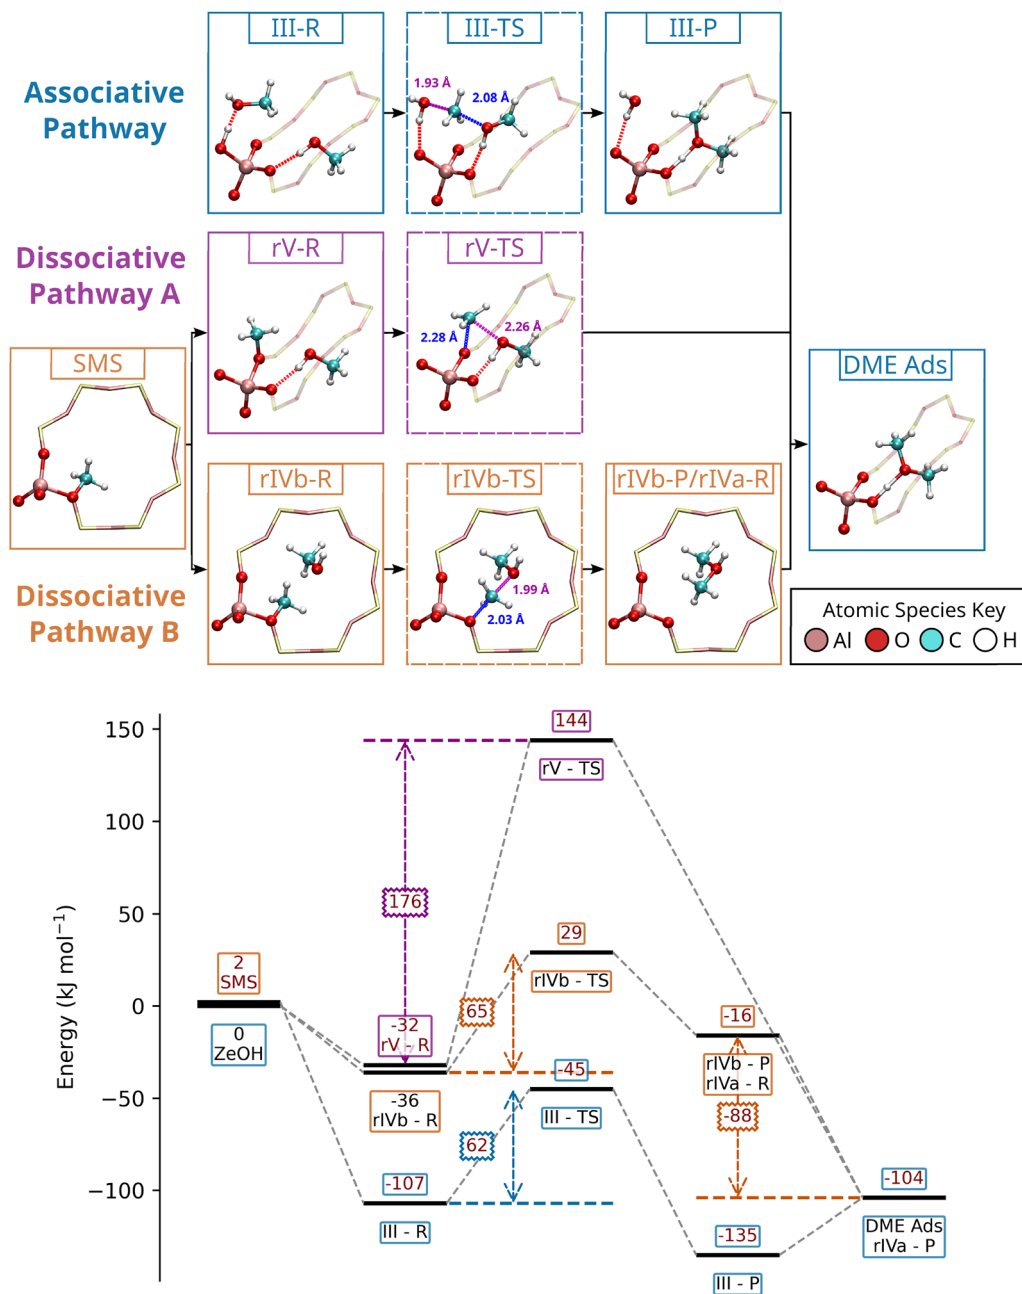 III-R
III-TS
III-P
Associative
Pathway
1.93 Å
2.08 Å
Dissociative
Pathway A
rV-R
rV-TS
2.28 Å
2.26 Å
SMS
DME Ads
rIVb-R
rIVb-TS
rIVb-P/rIVa-R
Dissociative
Pathway B
1.99 Å
2.03 Å
Atomic Species Key
Al O C H
Energy (kJ mol⁻¹)
150
100
50
0
−50
−100
2
SMS
0
ZeOH
176
-32
rV - R
-36
rIVb - R
-107
III - R
144
rV - TS
29
rIVb - TS
65
-45
III - TS
62
-16
rIVb - P
rIVa - R
-88
-135
III - P
-104
DME Ads
rIVa - P